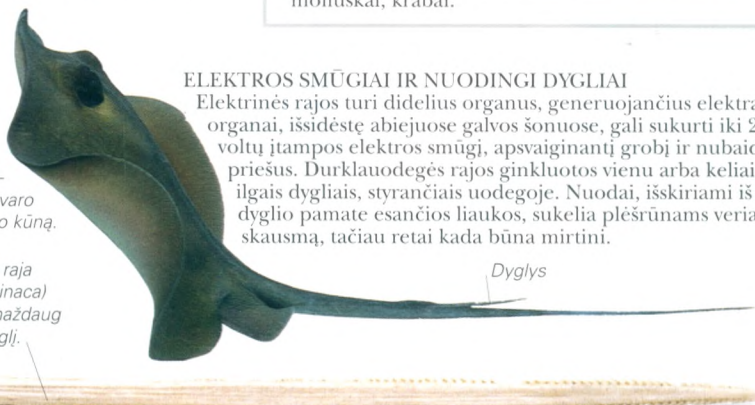 moliuskai, krabai.
ELEKTROS SMŪGIAI IR NUODINGI DYGLIAI
Elektrinės rajos turi didelius organus, generuojančius elektra
organai, išsidėstę abiejuose galvos šonuose, gali sukurti iki 2
voltų įtampos elektros smūgį, apsvaiginantį grobį ir nubaid
priešus. Durklauodegės rajos ginkluotos vienu arba keliai
ilgais dygliais, styrančiais uodegoje. Nuodai, išskiriami iš
dyglio pamate esančios liaukos, sukelia plėšrūnams veria
skausmą, tačiau retai kada būna mirtini.
varo
o kūną.
raja
inaca)
naždaug
glį.
Dyglys